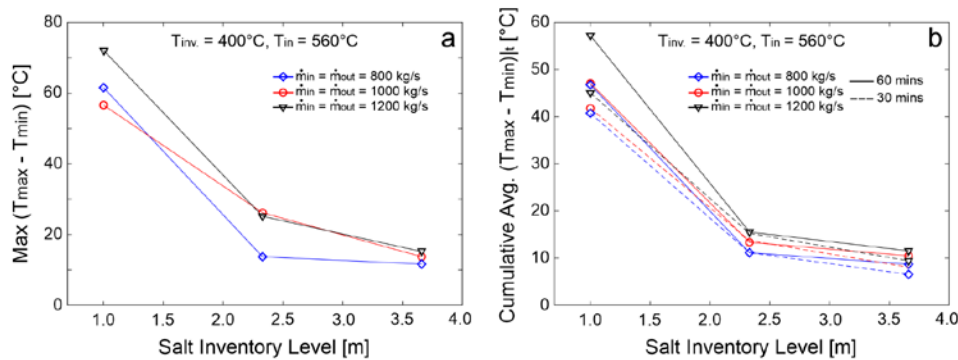 a
T inv. = 400°C, T in = 560°C
ṁin = ṁout = 800 kg/s
ṁin = ṁout = 1000 kg/s
ṁin = ṁout = 1200 kg/s
Max (Tmax - Tmin) [°C]
80
60
40
20
0
1.0 1.5 2.0 2.5 3.0 3.5 4.0
Salt Inventory Level [m]
b
T inv. = 400°C, T in = 560°C
ṁin = ṁout = 800 kg/s
ṁin = ṁout = 1000 kg/s
ṁin = ṁout = 1200 kg/s
60 mins
30 mins
Cumulative Avg. (Tmax - Tmin)|t [°C]
60
50
40
30
20
10
0
1.0 1.5 2.0 2.5 3.0 3.5 4.0
Salt Inventory Level [m]